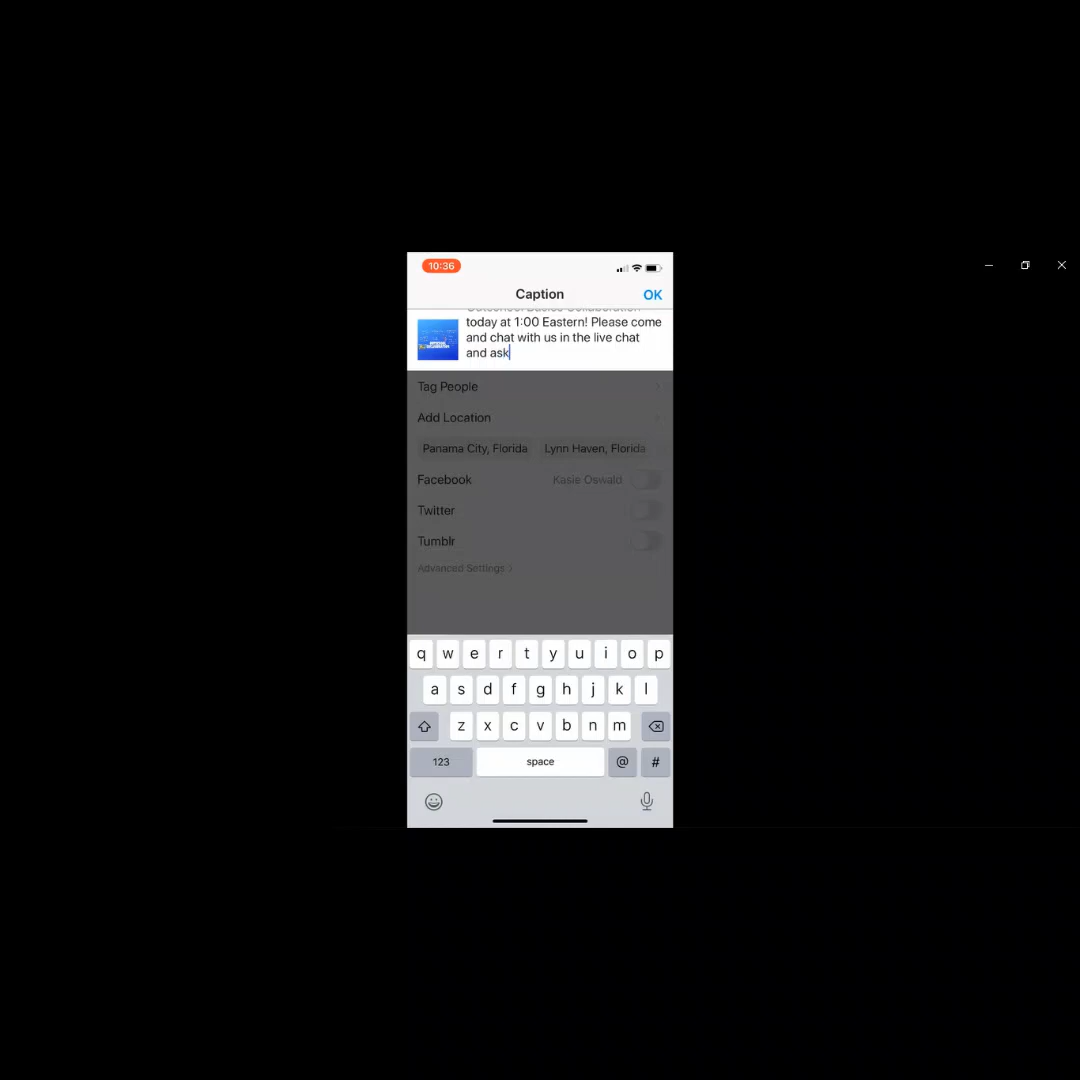 10:36
Caption
OK
today at 1:00 Eastern! Please come
and chat with us in the live chat
and ask
Tag People
Add Location
Panama City, Florida
Lynn Haven, Florida
Facebook
Kasie Oswald
Twitter
Tumblr
Advanced Settings
q w e r t y u i o p
a s d f g h j k l
z x c v b n m
123
space
@
#